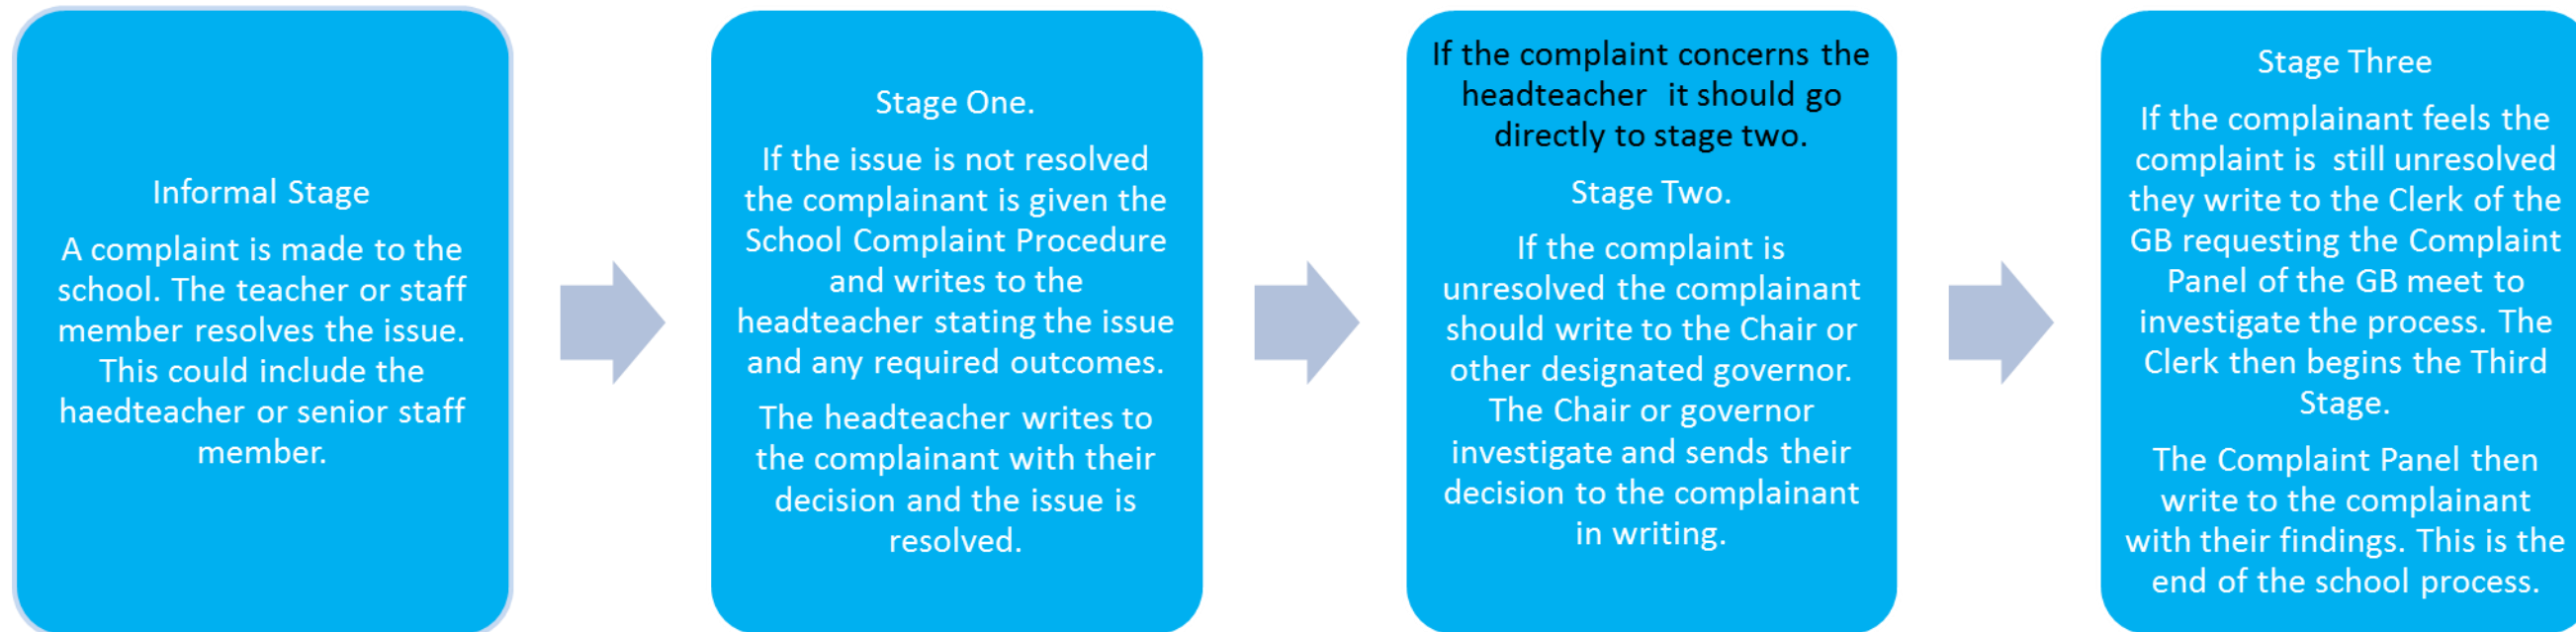 Informal Stage
A complaint is made to the
school. The teacher or staff
member resolves the issue.
This could include the
haedteacher or senior staff
member.
Stage One.
If the issue is not resolved
the complainant is given the
School Complaint Procedure
and writes to the
headteacher stating the issue
and any required outcomes.
The headteacher writes to
the complainant with their
decision and the issue is
resolved.
If the complaint concerns the
headteacher it should go
directly to stage two.
Stage Two.
If the complaint is
unresolved the complainant
should write to the Chair or
other designated governor.
The Chair or governor
investigate and sends their
decision to the complainant
in writing.
Stage Three
If the complainant feels the
complaint is still unresolved
they write to the Clerk of the
GB requesting the Complaint
Panel of the GB meet to
investigate the process. The
Clerk then begins the Third
Stage.
The Complaint Panel then
write to the complainant
with their findings. This is the
end of the school process.